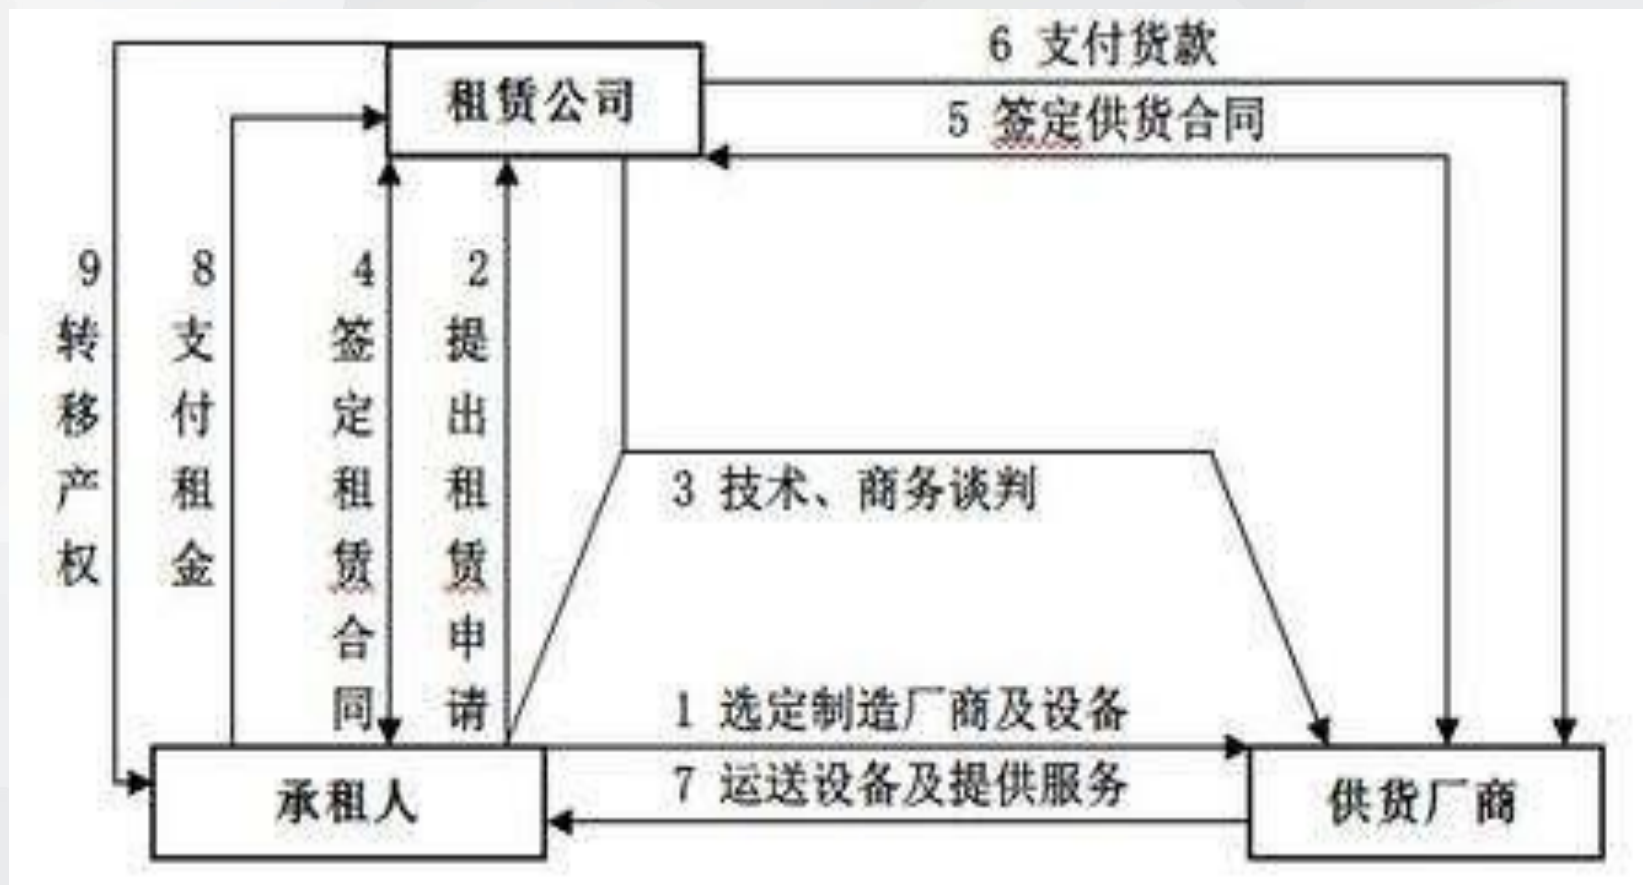 6 支付货款
租赁公司
5 签定供货合同
9转移产权
8支付租金
4签定租赁合同
2提出租赁申请
3 技术、商务谈判
1 选定制造厂商及设备
7 运送设备及提供服务
承租人
供货厂商